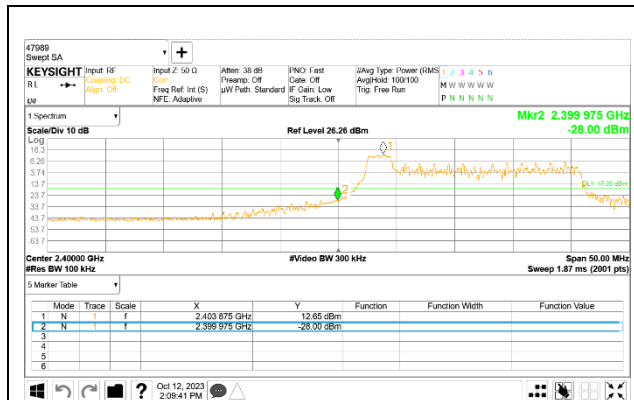 47989
Swept SA
+
KEYSIGHT Input: RF Input Z: 50 Ω Atten: 38 dB PNO: Fast #Avg Type: Power (RMS 1 2 3 4 5 6
RL Coupling: DC Corr Preamp: Off Gate: Off Avg|Hold: 100/100 M W W W W W
Align: Off Freq Ref: Int (S) µW Path: Standard IF Gain: Low Trig: Free Run
NFE: Adaptive Sig Track: Off P N N N N N
1 Spectrum
Mkr2 2.399 975 GHz
Scale/Div 10 dB Ref Level 26.26 dBm -28.00 dBm
Log
16.3
6.26
3.74
13.7
23.7
33.7
43.7
53.7
63.7
1
2
DL1 -17.35 dBm
Center 2.40000 GHz #Video BW 300 kHz Span 50.00 MHz
#Res BW 100 kHz Sweep 1.87 ms (2001 pts)
5 Marker Table
Mode Trace Scale X Y Function Function Width Function Value
1 N 1 f 2.403 875 GHz 12.65 dBm
2 N 1 f 2.399 975 GHz -28.00 dBm
3
4
5
6
? Oct 12, 2023
2:09:41 PM